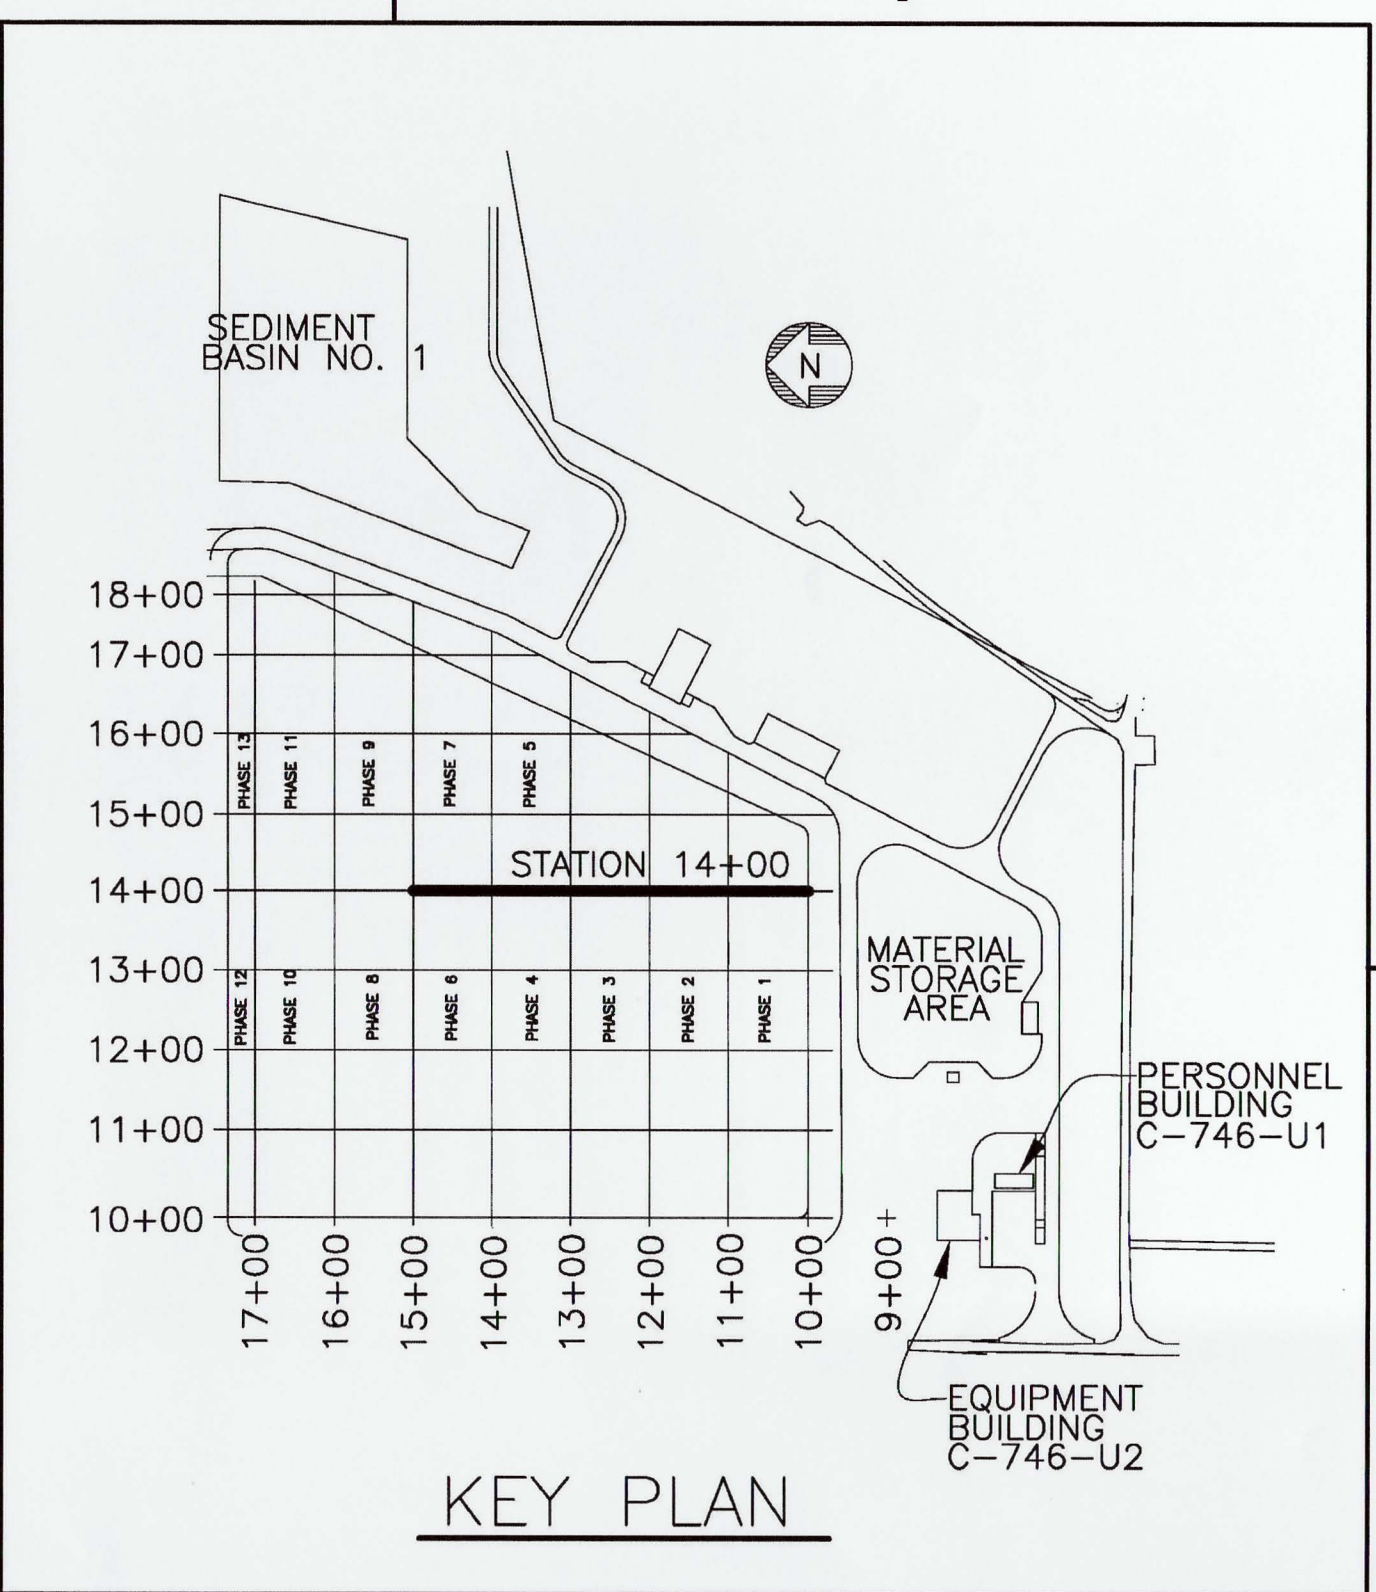 SEDIMENT
BASIN NO. 1
N
18+00
17+00
16+00
15+00
14+00
13+00
12+00
11+00
10+00
PHASE 13
PHASE 11
PHASE 9
PHASE 7
PHASE 5
STATION 14+00
PHASE 12
PHASE 10
PHASE 8
PHASE 6
PHASE 4
PHASE 3
PHASE 2
PHASE 1
MATERIAL
STORAGE
AREA
PERSONNEL
BUILDING
C-746-U1
17+00
16+00
15+00
14+00
13+00
12+00
11+00
10+00
9+00+
EQUIPMENT
BUILDING
C-746-U2
KEY PLAN